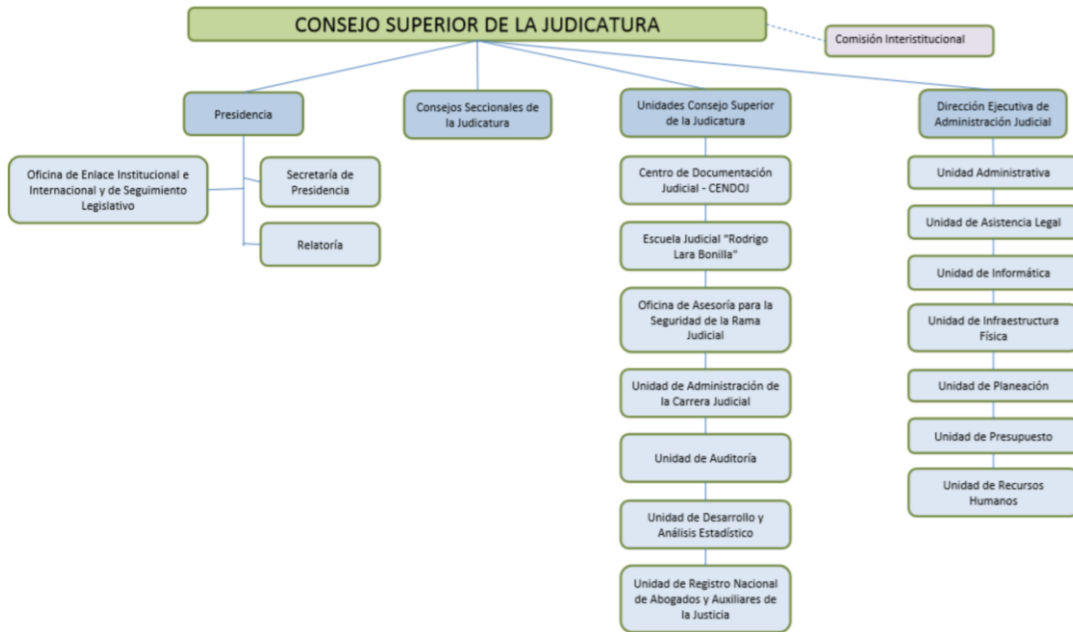 CONSEJO SUPERIOR DE LA JUDICATURA
Comisión Interistitucional
Presidencia
Oficina de Enlace Institucional e
Internacional y de Seguimiento
Legislativo
Secretaría de
Presidencia
Relatoría
Consejos Seccionales de
la Judicatura
Unidades Consejo Superior
de la Judicatura
Centro de Documentación
Judicial - CENDOJ
Escuela Judicial "Rodrigo
Lara Bonilla"
Oficina de Asesoría para la
Seguridad de la Rama
Judicial
Unidad de Administración de
la Carrera Judicial
Unidad de Auditoría
Unidad de Desarrollo y
Análisis Estadístico
Unidad de Registro Nacional
de Abogados y Auxiliares de
la Justicia
Dirección Ejecutiva de
Administración Judicial
Unidad Administrativa
Unidad de Asistencia Legal
Unidad de Informática
Unidad de Infraestructura
Física
Unidad de Planeación
Unidad de Presupuesto
Unidad de Recursos
Humanos